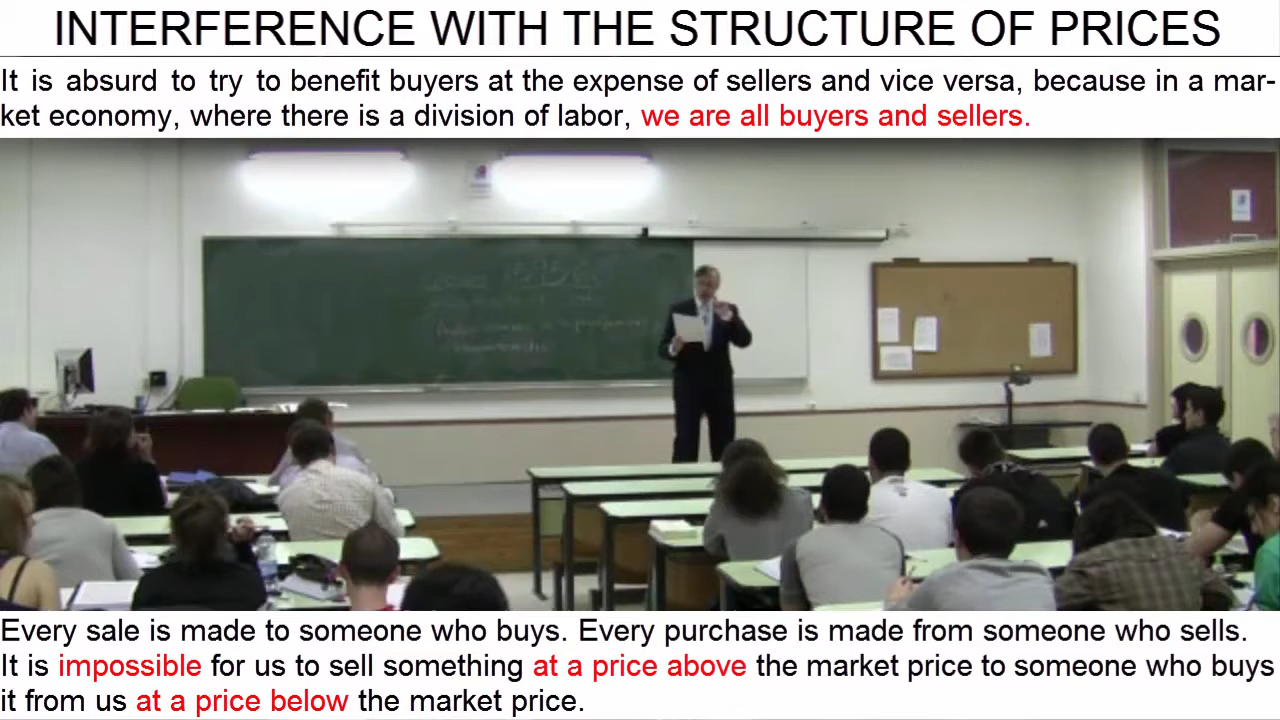 INTERFERENCE WITH THE STRUCTURE OF PRICES
It is absurd to try to benefit buyers at the expense of sellers and vice versa, because in a mar-
ket economy, where there is a division of labor, we are all buyers and sellers.
Every sale is made to someone who buys. Every purchase is made from someone who sells.
It is impossible for us to sell something at a price above the market price to someone who buys
it from us at a price below the market price.